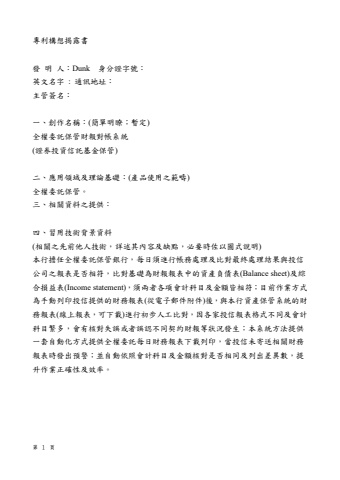 專利構想揭露書
發 明 人：Dunk 身分證字號：
英文名字 : 通訊地址：
主管簽名：
一、創作名稱：(簡單明瞭；暫定)
全權委託保管財報對帳系統
(證券投資信託基金保管)
二、應用領域及理論基礎：(產品使用之範疇)
全權委託保管。
三、相關資料之提供：
四、習用技術背景資料
(相關之先前他人技術，詳述其內容及缺點，必要時佐以圖式說明)
本行擔任全權委託保管銀行，每日須進行帳務處理及比對最終處理結果與投信
公司之報表是否相符，比對基礎為財報報表中的資產負債表(Balance sheet)及綜
合損益表(Income statement)，須兩者各項會計科目及金額皆相符；目前作業方式
為手動列印投信提供的財務報表(從電子郵件附件)後，與本行資產保管系統的財
務報表(線上報表，可下載)進行初步人工比對，因各家投信報表格式不同及會計
科目繁多，會有核對失誤或者誤認不同契約財報等狀況發生；本系統方法提供
一套自動化方式提供全權委託每日財務報表下載列印，當投信未寄送相關財務
報表時發出預警；並自動依照會計科目及金額核對是否相同及列出差異數，提
升作業正確性及效率。
第 1 頁